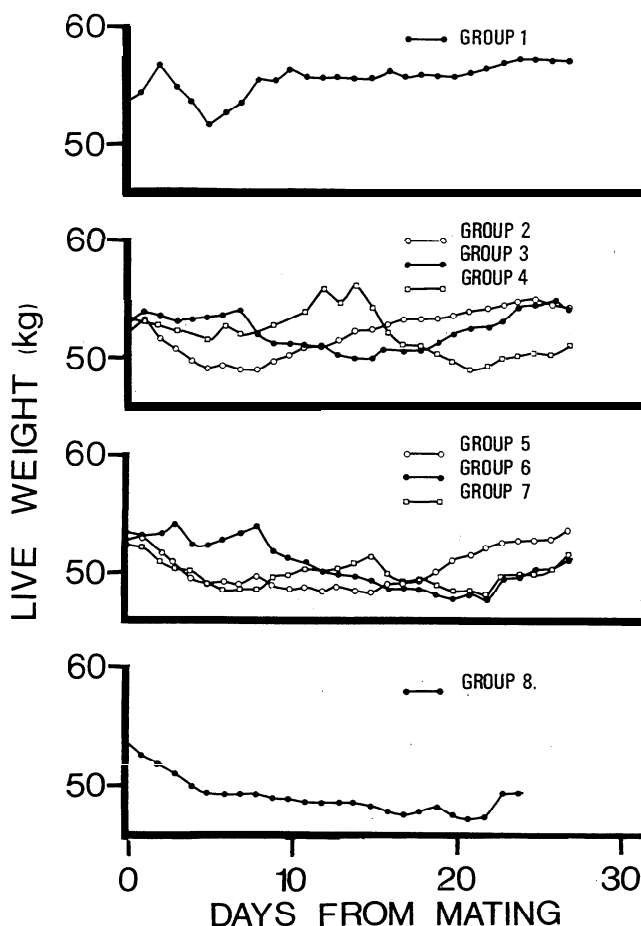 LIVE WEIGHT (kg)
60
50
GROUP 1
60
50
GROUP 2
GROUP 3
GROUP 4
60
50
GROUP 5
GROUP 6
GROUP 7
60
50
GROUP 8.
0 10 20 30
DAYS FROM MATING